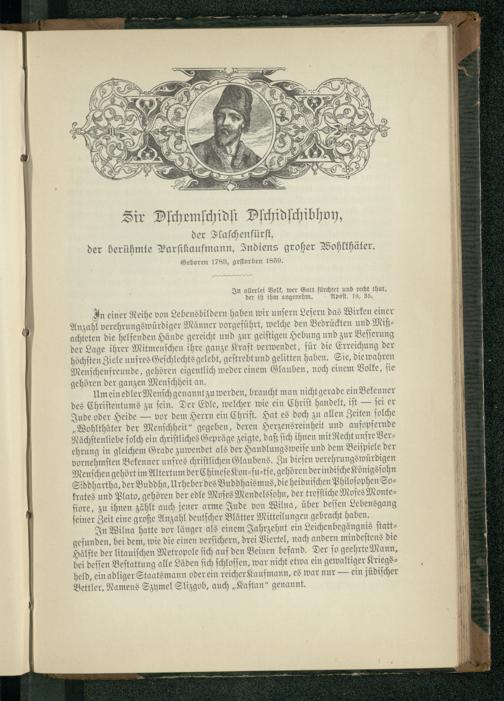 Sir Dschemschidsi Dschidschibhoy,
der Flaschenfürst,
der berühmte Parsikaufmann, Indiens großer Wohlthäter.
Geboren 1783, gestorben 1859.
In allerlei Volk, wer Gott fürchtet und recht thut,
der ist ihm angenehm. Apost. 10, 35.
In einer Reihe von Lebensbildern haben wir unsern Lesern das Wirken einer
Anzahl verehrungswürdiger Männer vorgeführt, welche den Bedrückten und Miß-
achteten die helfenden Hände gereicht und zur geistigen Hebung und zur Besserung
der Lage ihrer Mitmenschen ihr ganze Kraft verwendet, für die Erreichung der
höchsten Ziele unsres Geschlechts gelebt, gestrebt und gelitten haben. Sie, die wahren
Menschenfreunde, gehören eigentlich weder einem Glauben, noch einem Volke, sie
gehören der ganzen Menschheit an.
Um ein edler Mensch genannt zu werden, braucht man nicht gerade ein Bekenner
des Christentums zu sein. Der Edle, welcher wie ein Christ handelt, ist — sei er
Jude oder Heide — vor dem Herrn ein Christ. Hat es doch zu allen Zeiten solche
„Wohlthäter der Menschheit" gegeben, deren Herzensreinheit und aufopfernde
Nächstenliebe solch ein christliches Gepräge zeigte, daß sich ihnen mit Recht unsre Ver-
ehrung in gleichem Grade zuwendet als der Handlungsweise und dem Beispiele der
vornehmsten Bekenner unsres christlichen Glaubens. Zu diesen verehrungswürdigen
Menschen gehört im Altertum der Chinese Kon-fu-tse, gehören der indische Königssohn
Siddhartha, der Buddha, Urheber des Buddhaismus, die heidnischen Philosophen So-
krates und Plato, gehören der edle Moses Mendelssohn, der treffliche Moses Monte-
fiore, zu ihnen zählt auch jener arme Jude von Wilna, über dessen Lebensgang
seiner Zeit eine große Anzahl deutscher Blätter Mitteilungen gebracht haben.
In Wilna hatte vor länger als einem Jahrzehnt ein Leichenbegängnis statt-
gefunden, bei dem, wie die einen versichern, drei Viertel, nach andern mindestens die
Hälfte der litauischen Metropole sich auf den Beinen befand. Der so geehrte Mann,
bei dessen Bestattung alle Läden sich schlossen, war nicht etwa ein gewaltiger Kriegs-
held, ein adliger Staatsmann oder ein reicher Kaufmann, es war nur — ein jüdischer
Bettler, Namens Szymel Slizgob, auch „Kaftan" genannt.